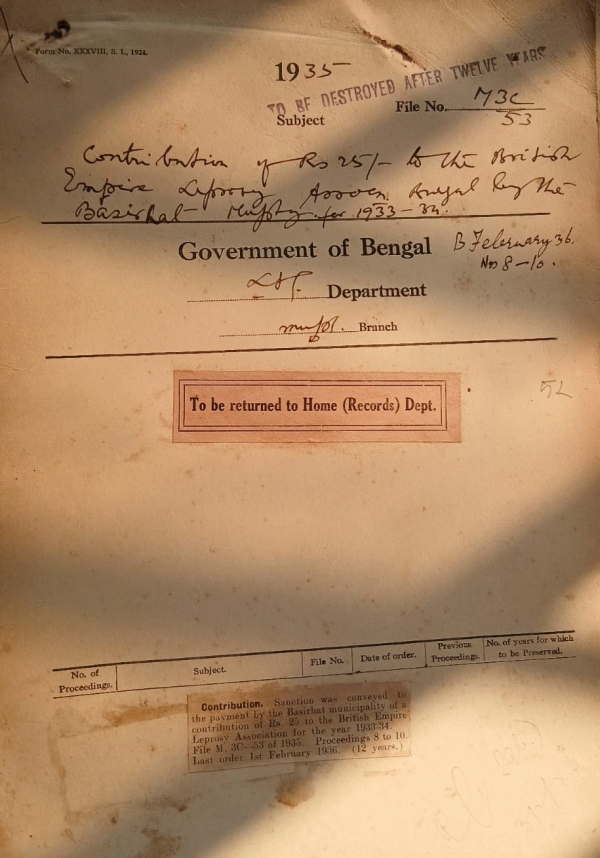 Form No. XXXVIII, S. I., 1924.
1935
TO BE DESTROYED AFTER TWELVE YEARS
File No. M3C
53
Subject
Contribution of Rs 25/- to the British
Empire Leprosy Assocn. Bengal by the
Basirhat Mupty. for 1933-34.
Government of Bengal
B February 36.
Nos 8-10.
Department
Branch
To be returned to Home (Records) Dept.
52
No. of Proceedings.
Subject.
File No.
Date of order.
Previous Proceedings.
No. of years for which to be Preserved.
Contribution. Sanction was conveyed to
the payment by the Basirhat municipality of a
contribution of Rs. 25 to the British Empire
Leprosy Association for the year 1933-34.
File M. 3C—53 of 1935. Proceedings 8 to 10.
Last order 1st February 1936. (12 years.)